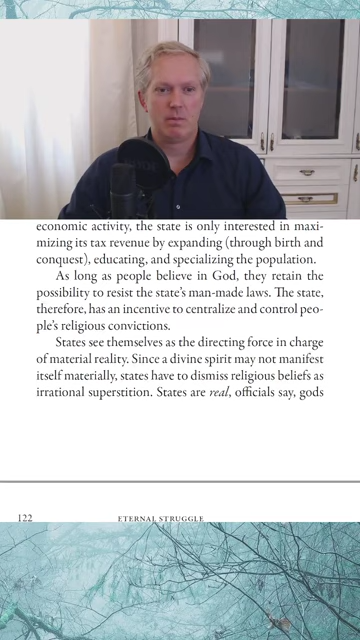 economic activity, the state is only interested in maxi-
mizing its tax revenue by expanding (through birth and
conquest), educating, and specializing the population.
As long as people believe in God, they retain the
possibility to resist the state's man-made laws. The state,
therefore, has an incentive to centralize and control peo-
ple's religious convictions.
States see themselves as the directing force in charge
of material reality. Since a divine spirit may not manifest
itself materially, states have to dismiss religious beliefs as
irrational superstition. States are real, officials say, gods
122 ETERNAL STRUGGLE